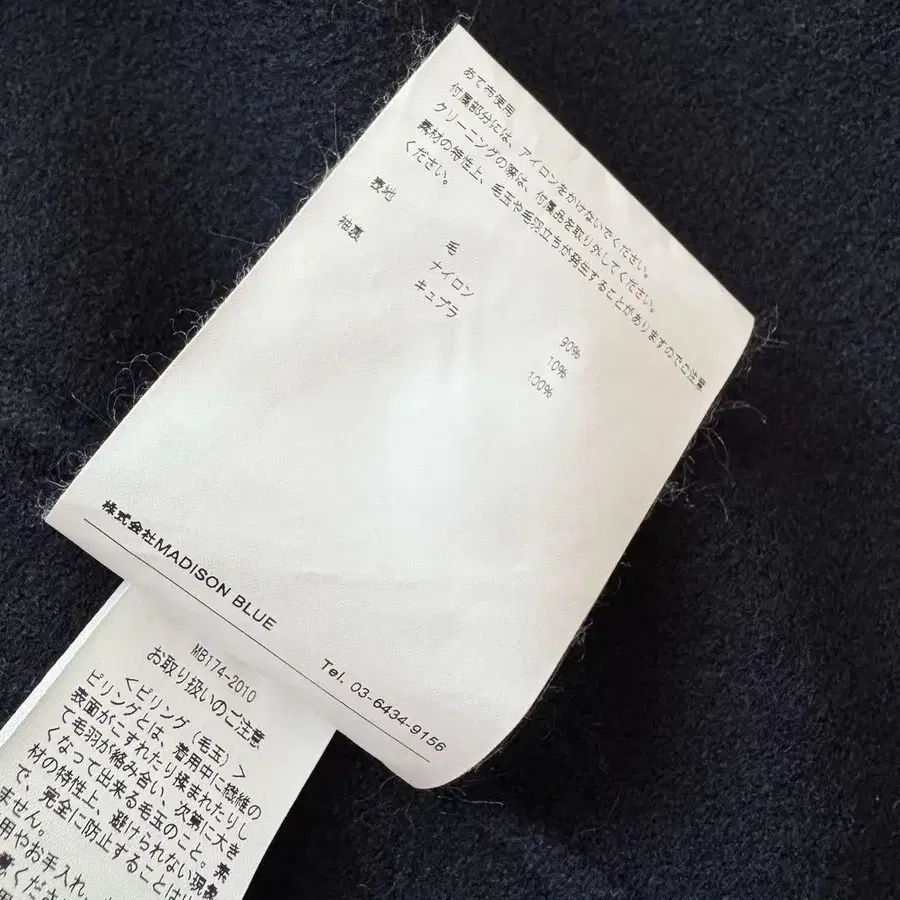 あて布使用
付属部分には、アイロンをかけないでください。
クリーニングの際は、付属品を取り外してください。
素材の特性上、毛玉や毛羽立ちが発生することがありますのでご注意
ください。
表地 毛 90%
ナイロン 10%
袖裏 キュプラ 100%
株式会社MADISON BLUE
Tel. 03-6434-9156
MB174-2010
お取り扱いのご注意
＜ピリング（毛玉）＞
ピリングとは、着用中に繊維の
表面がこすれたり揉まれたりし
て毛羽が絡み合い、次第に大き
くなって出来る毛玉のこと。素
材の特性上、避けられない現象
で、完全に防止することは
ません。
用やお手入れ